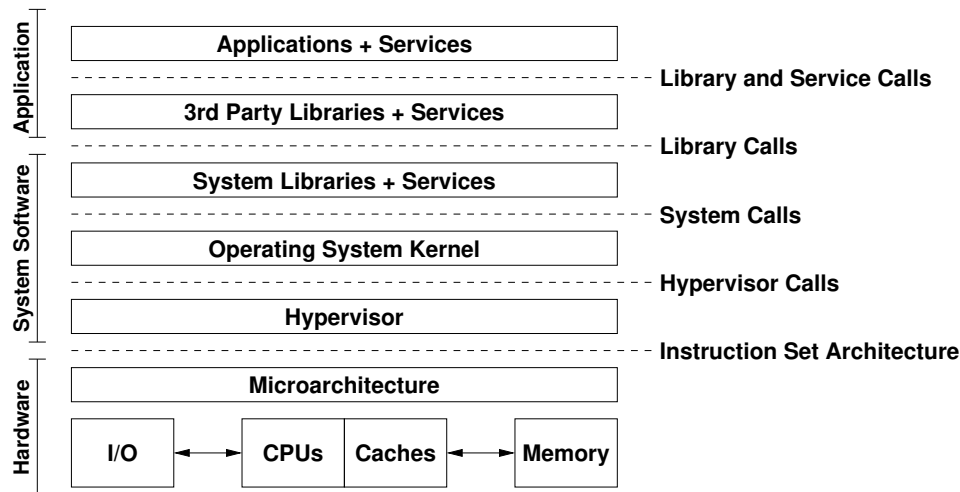 Applications + Services
Library and Service Calls
3rd Party Libraries + Services
Library Calls
System Libraries + Services
System Calls
Operating System Kernel
Hypervisor Calls
Hypervisor
Instruction Set Architecture
Microarchitecture
I/O CPUs Caches Memory
Application
System Software
Hardware